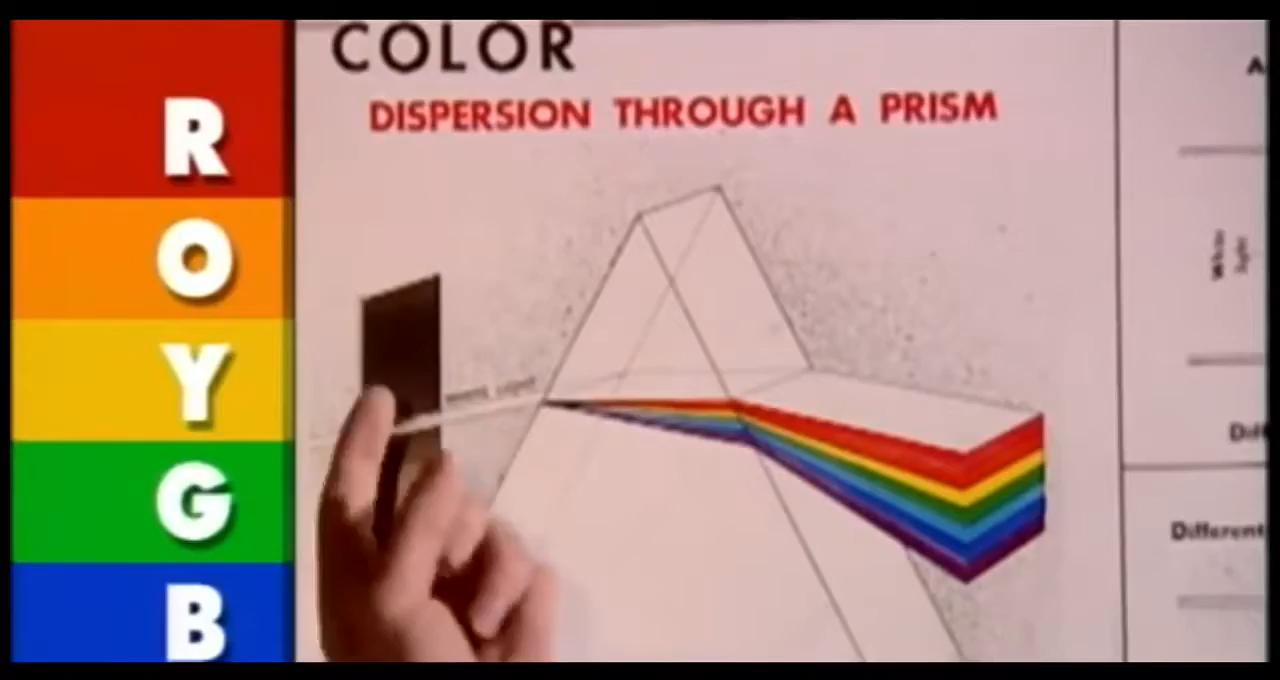 R
O
Y
G
B
COLOR
DISPERSION THROUGH A PRISM
A
White
light
Different